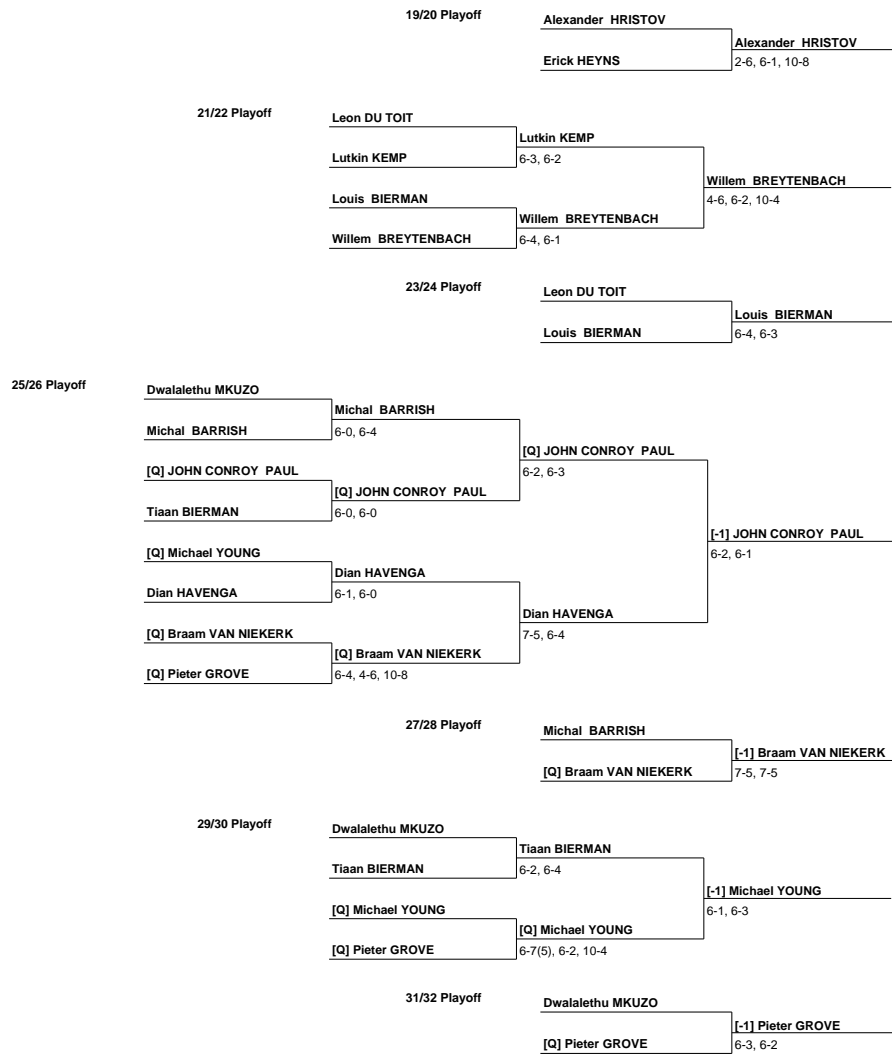 19/20 Playoff
Alexander HRISTOV
Alexander HRISTOV
Erick HEYNS
2-6, 6-1, 10-8
21/22 Playoff
Leon DU TOIT
Lutkin KEMP
Lutkin KEMP
6-3, 6-2
Willem BREYTENBACH
Louis BIERMAN
4-6, 6-2, 10-4
Willem BREYTENBACH
Willem BREYTENBACH
6-4, 6-1
23/24 Playoff
Leon DU TOIT
Louis BIERMAN
Louis BIERMAN
6-4, 6-3
25/26 Playoff
Dwalalethu MKUZO
Michal BARRISH
Michal BARRISH
6-0, 6-4
[Q] JOHN CONROY PAUL
[Q] JOHN CONROY PAUL
6-2, 6-3
[Q] JOHN CONROY PAUL
Tiaan BIERMAN
6-0, 6-0
[-1] JOHN CONROY PAUL
[Q] Michael YOUNG
6-2, 6-1
Dian HAVENGA
Dian HAVENGA
6-1, 6-0
Dian HAVENGA
[Q] Braam VAN NIEKERK
7-5, 6-4
[Q] Braam VAN NIEKERK
[Q] Pieter GROVE
6-4, 4-6, 10-8
27/28 Playoff
Michal BARRISH
[-1] Braam VAN NIEKERK
[Q] Braam VAN NIEKERK
7-5, 7-5
29/30 Playoff
Dwalalethu MKUZO
Tiaan BIERMAN
Tiaan BIERMAN
6-2, 6-4
[-1] Michael YOUNG
[Q] Michael YOUNG
6-1, 6-3
[Q] Michael YOUNG
[Q] Pieter GROVE
6-7(5), 6-2, 10-4
31/32 Playoff
Dwalalethu MKUZO
[-1] Pieter GROVE
[Q] Pieter GROVE
6-3, 6-2